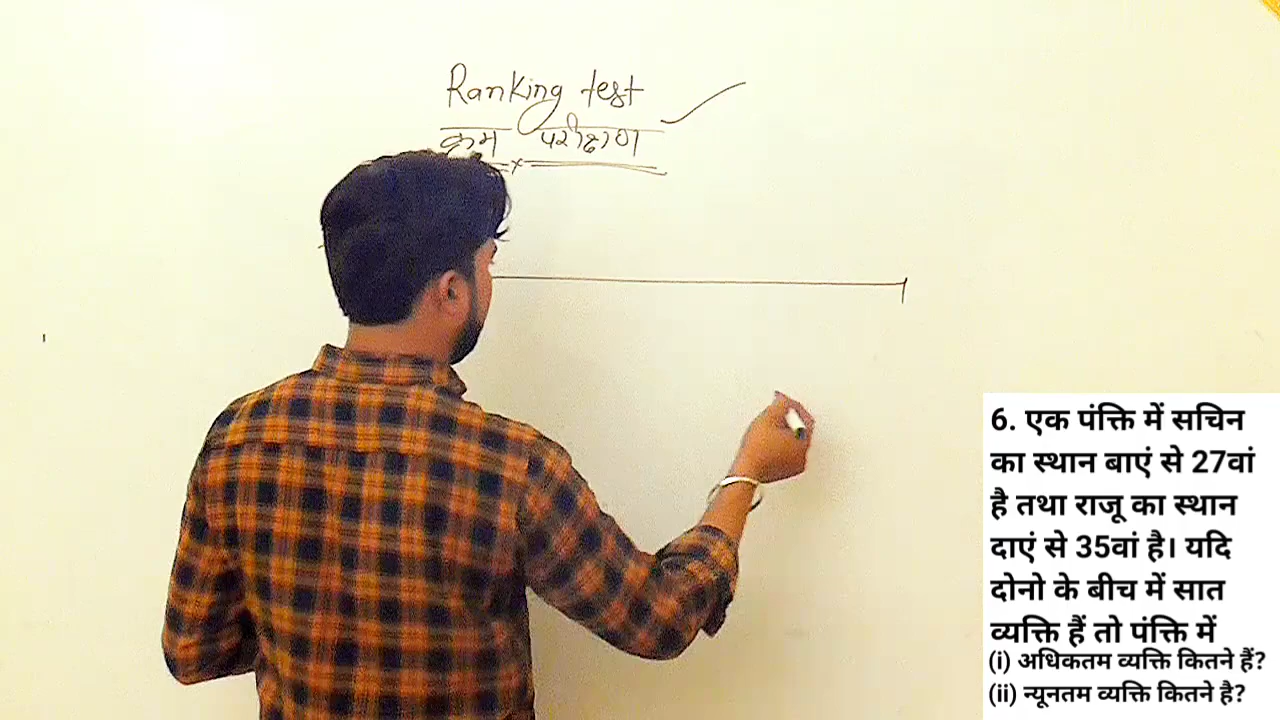 Ranking test
क्रम परीक्षण
6. एक पंक्ति में सचिन
का स्थान बाएं से 27वां
है तथा राजू का स्थान
दाएं से 35वां है। यदि
दोनो के बीच में सात
व्यक्ति हैं तो पंक्ति में
(i) अधिकतम व्यक्ति कितने हैं?
(ii) न्यूनतम व्यक्ति कितने है?